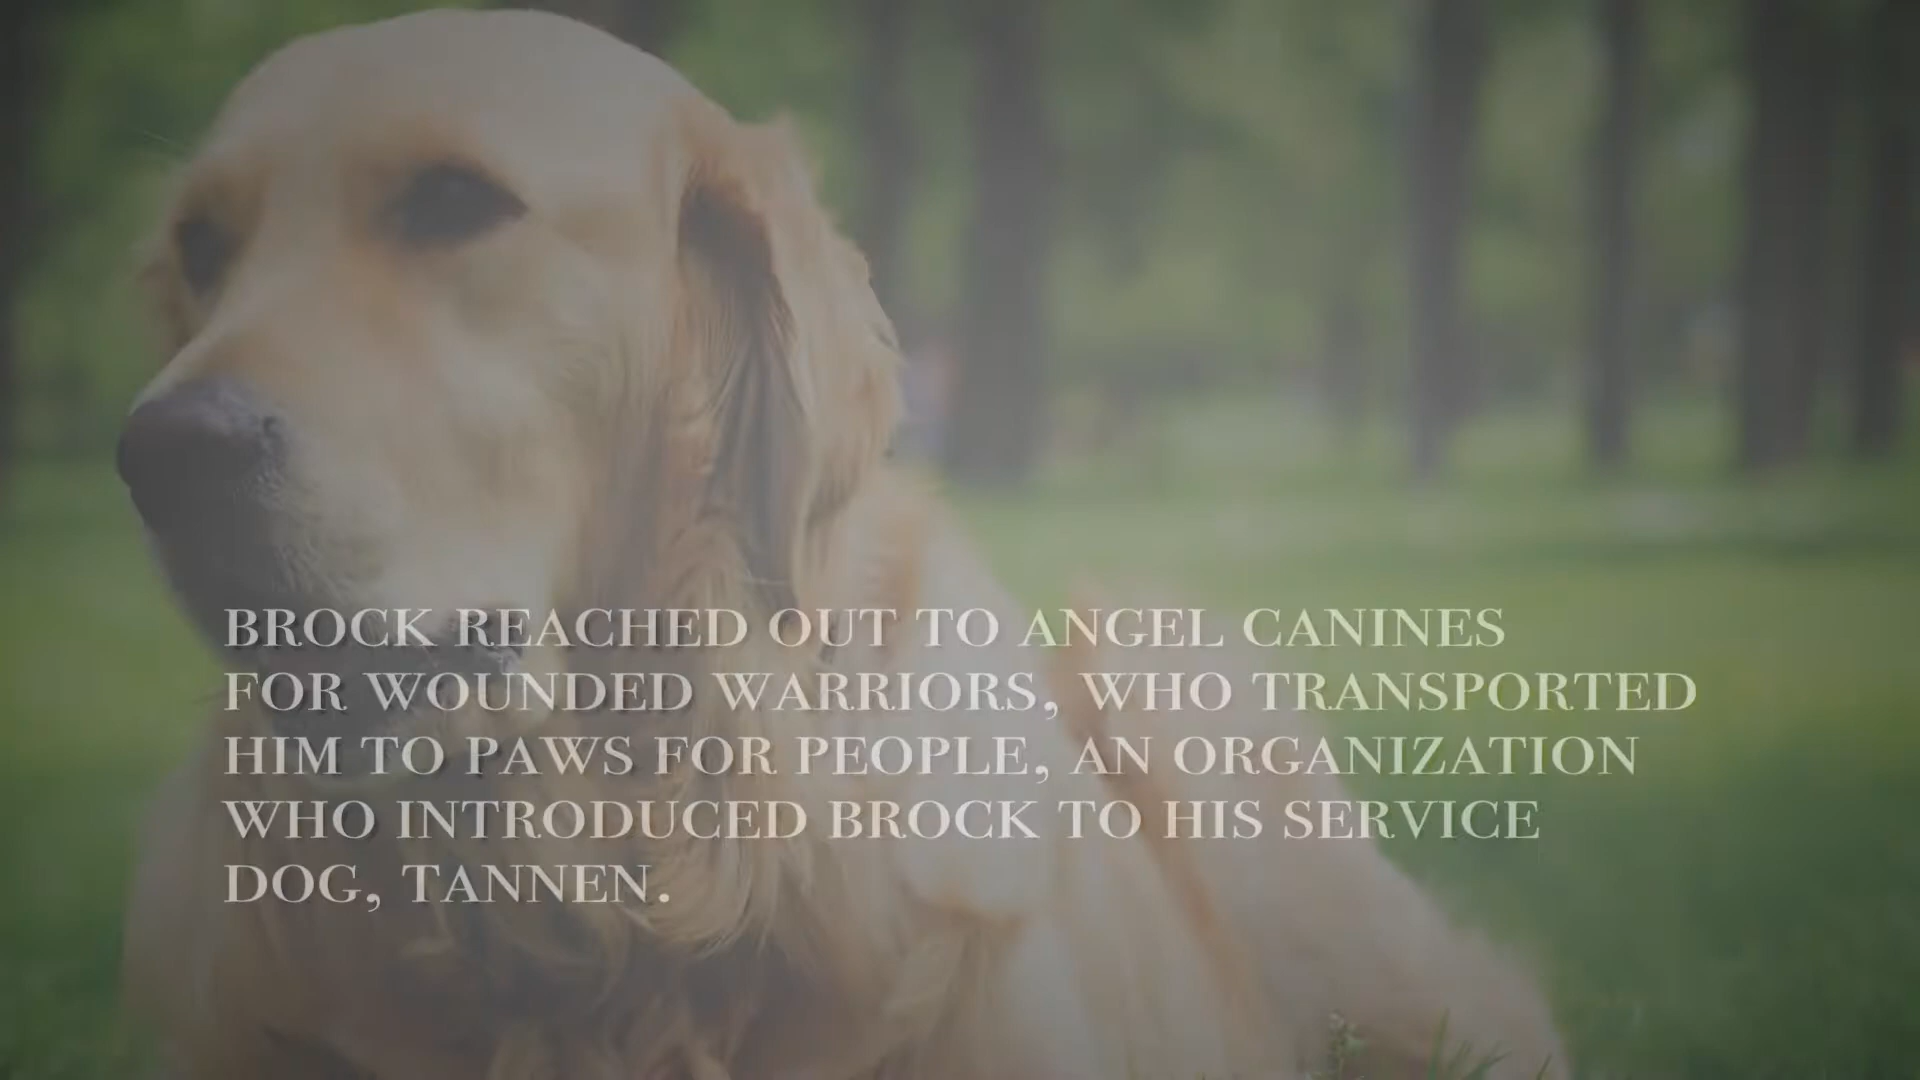 BROCK REACHED OUT TO ANGEL CANINES
FOR WOUNDED WARRIORS, WHO TRANSPORTED
HIM TO PAWS FOR PEOPLE, AN ORGANIZATION
WHO INTRODUCED BROCK TO HIS SERVICE
DOG, TANNEN.